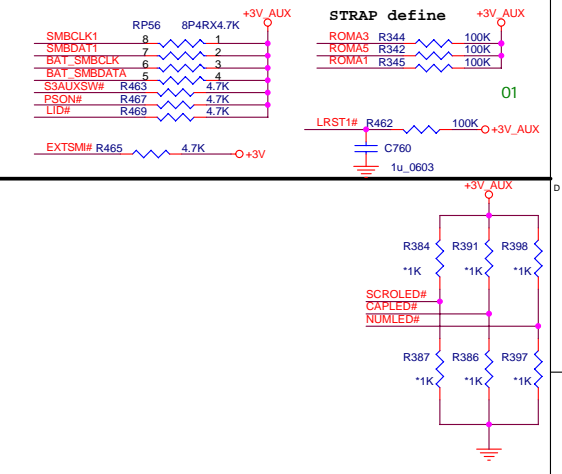 +3V_AUX
RP56 8P4RX4.7K
SMBCLK1 8 1
SMBDAT1 7 2
BAT_SMBCLK 6 3
BAT_SMBDATA 5 4
S3AUXSW# R463 4.7K
PSON# R467 4.7K
LID# R469 4.7K
EXTSMI# R465 4.7K +3V
STRAP define +3V_AUX
ROMA3 R344 100K
ROMA5 R342 100K
ROMA1 R345 100K
01
LRST1# R462 100K +3V_AUX
C760
1u_0603
+3V_AUX
D
R384 R391 R398
*1K *1K *1K
SCROLED#
CAPLED#
NUMLED#
R387 R386 R397
*1K *1K *1K